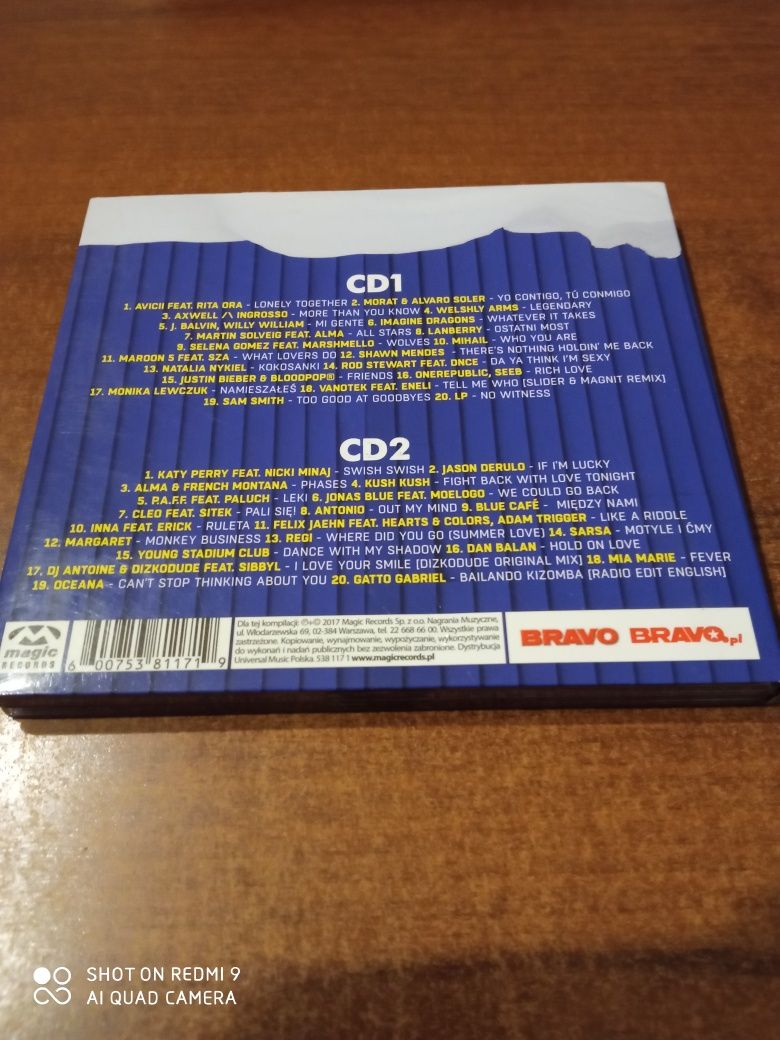 CD1
1. AVICII FEAT. RITA ORA - LONELY TOGETHER 2. MORAT & ALVARO SOLER - YO CONTIGO, TÚ CONMIGO
3. AXWELL /\ INGROSSO - MORE THAN YOU KNOW 4. WELSHLY ARMS - LEGENDARY
5. J. BALVIN, WILLY WILLIAM - MI GENTE 6. IMAGINE DRAGONS - WHATEVER IT TAKES
7. MARTIN SOLVEIG FEAT. ALMA - ALL STARS 8. LANBERRY - OSTATNI MOST
9. SELENA GOMEZ FEAT. MARSHMELLO - WOLVES 10. MIHAIL - WHO YOU ARE
11. MAROON 5 FEAT. SZA - WHAT LOVERS DO 12. SHAWN MENDES - THERE'S NOTHING HOLDIN' ME BACK
13. NATALIA NYKIEL - KOKOSANKI 14. ROD STEWART FEAT. DNCE - DA YA THINK I'M SEXY
15. JUSTIN BIEBER & BLOODPOP® - FRIENDS 16. ONEREPUBLIC, SEEB - RICH LOVE
17. MONIKA LEWCZUK - NAMIESZAŁEŚ 18. VANOTEK FEAT. ENELI - TELL ME WHO [SLIDER & MAGNIT REMIX]
19. SAM SMITH - TOO GOOD AT GOODBYES 20. LP - NO WITNESS
CD2
1. KATY PERRY FEAT. NICKI MINAJ - SWISH SWISH 2. JASON DERULO - IF I'M LUCKY
3. ALMA & FRENCH MONTANA - PHASES 4. KUSH KUSH - FIGHT BACK WITH LOVE TONIGHT
5. P.A.F.F. FEAT. PALUCH - LEKI 6. JONAS BLUE FEAT. MOELOGO - WE COULD GO BACK
7. CLEO FEAT. SITEK - PALI SIĘ! 8. ANTONIO - OUT MY MIND 9. BLUE CAFÉ - MIĘDZY NAMI
10. INNA FEAT. ERICK - RULETA 11. FELIX JAEHN FEAT. HEARTS & COLORS, ADAM TRIGGER - LIKE A RIDDLE
12. MARGARET - MONKEY BUSINESS 13. REGI - WHERE DID YOU GO (SUMMER LOVE) 14. SARSA - MOTYLE I ĆMY
15. YOUNG STADIUM CLUB - DANCE WITH MY SHADOW 16. DAN BALAN - HOLD ON LOVE
17. DJ ANTOINE & DIZKODUDE FEAT. SIBBYL - I LOVE YOUR SMILE [DIZKODUDE ORIGINAL MIX] 18. MIA MARIE - FEVER
19. OCEANA - CAN'T STOP THINKING ABOUT YOU 20. GATTO GABRIEL - BAILANDO KIZOMBA [RADIO EDIT ENGLISH]
magic
RECORDS
6 00753 81171 9
Dla tej kompilacji: ℗+© 2017 Magic Records Sp. z o.o. Nagrania Muzyczne,
ul. Włodarzewska 69, 02-384 Warszawa, tel. 22 668 66 00. Wszystkie prawa
zastrzeżone. Kopiowanie, wynajmowanie, wypożyczanie, wykorzystywanie
do wykonań i nadań publicznych bez zezwolenia zabronione. Dystrybucja
Universal Music Polska. 538 117 1 www.magicrecords.pl
BRAVO BRAVO.pl
SHOT ON REDMI 9
AI QUAD CAMERA